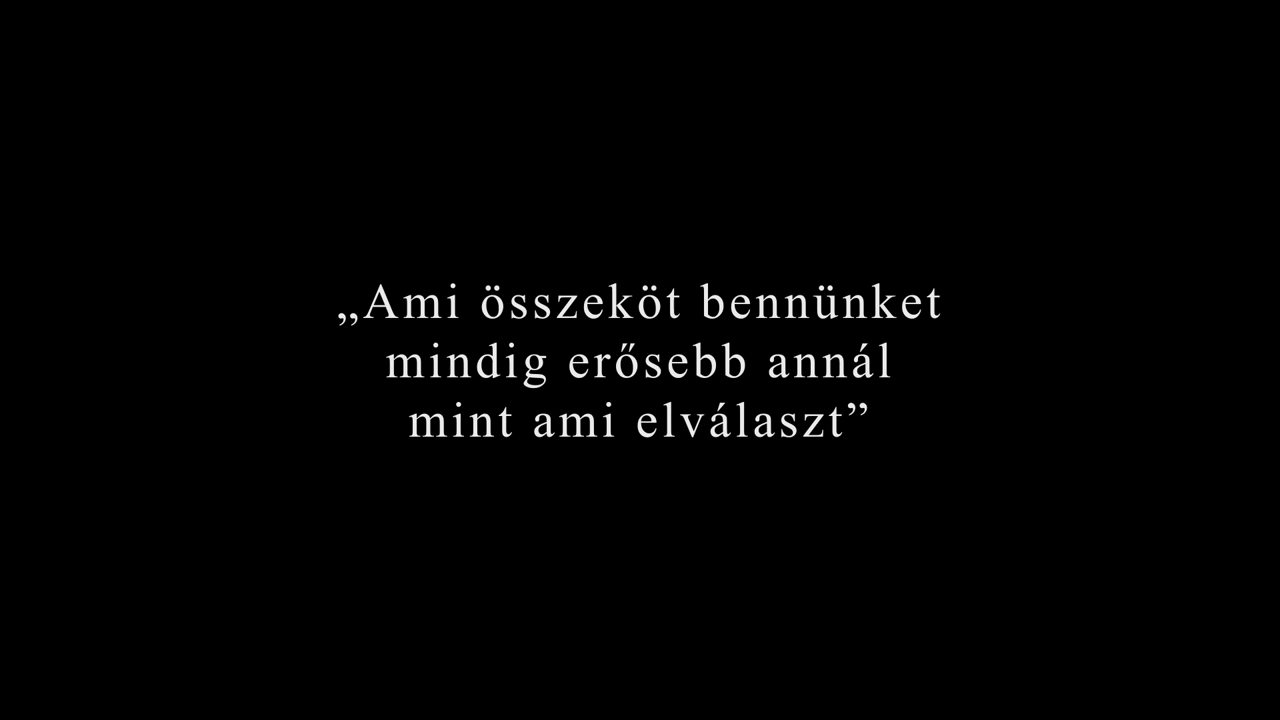 „Ami összeköt bennünket
mindig erősebb annál
mint ami elválaszt”